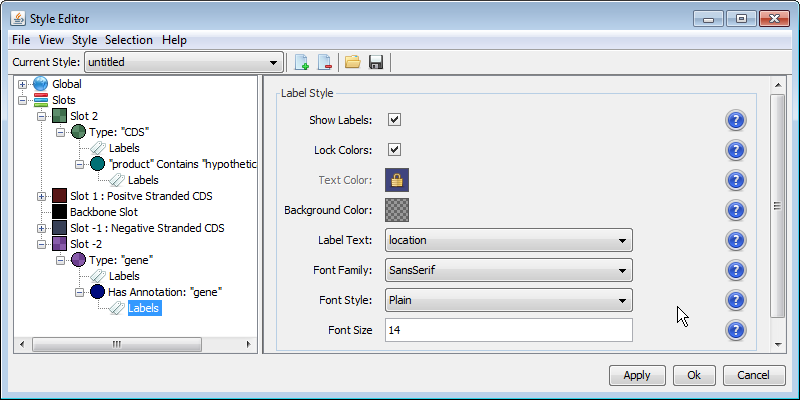 Style Editor
File View Style Selection Help
Current Style: untitled
Global
Slots
Slot 2
Type: "CDS"
Labels
"product" Contains "hypothetic
Labels
Slot 1 : Positve Stranded CDS
Backbone Slot
Slot -1 : Negative Stranded CDS
Slot -2
Type: "gene"
Labels
Has Annotation: "gene"
Labels
Label Style
Show Labels: ?
Lock Colors: ?
Text Color: ?
Background Color: ?
Label Text: location ?
Font Family: SansSerif ?
Font Style: Plain ?
Font Size 14 ?
Apply Ok Cancel